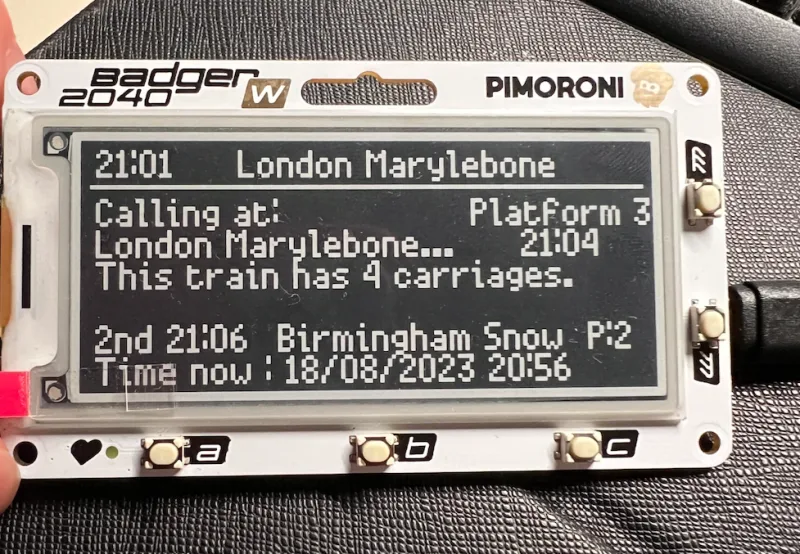 Badger
2040 W
PIMORONI
21:01 London Marylebone
Calling at: Platform 3
London Marylebone... 21:04
This train has 4 carriages.
2nd 21:06 Birmingham Snow P:2
Time now : 18/08/2023 20:56
a b c